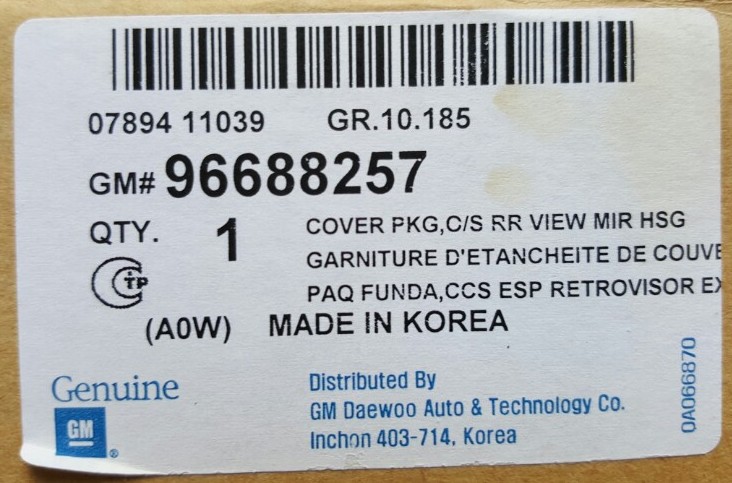 07894 11039 GR.10.185
GM# 96688257
QTY. 1
COVER PKG,C/S RR VIEW MIR HSG
GARNITURE D'ETANCHEITE DE COUVE
PAQ FUNDA,CCS ESP RETROVISOR EX
TP
(A0W) MADE IN KOREA
Genuine
GM ®
Distributed By
GM Daewoo Auto & Technology Co.
Inchon 403-714, Korea
0A066870